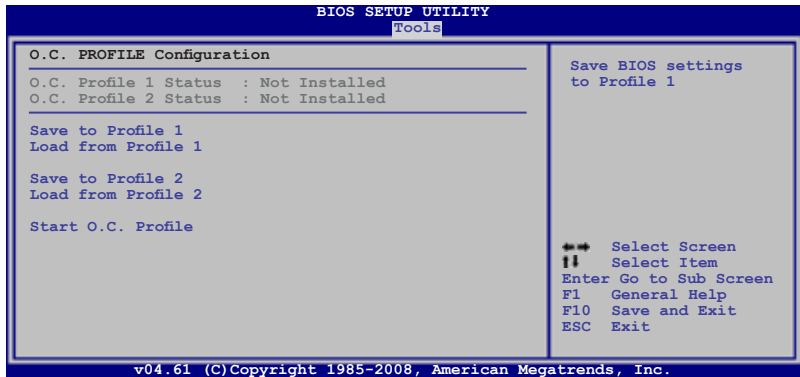 BIOS SETUP UTILITY
Tools
O.C. PROFILE Configuration
O.C. Profile 1 Status : Not Installed
O.C. Profile 2 Status : Not Installed
Save to Profile 1
Load from Profile 1
Save to Profile 2
Load from Profile 2
Start O.C. Profile
Save BIOS settings
to Profile 1
Select Screen
Select Item
Enter Go to Sub Screen
F1 General Help
F10 Save and Exit
ESC Exit
v04.61 (C)Copyright 1985-2008, American Megatrends, Inc.